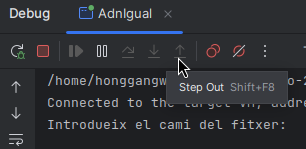 Debug
AdnIgual
/home/honggangw
Step Out Shift+F8
Connected to the target VM, addre
Introdueix el cami del fitxer: